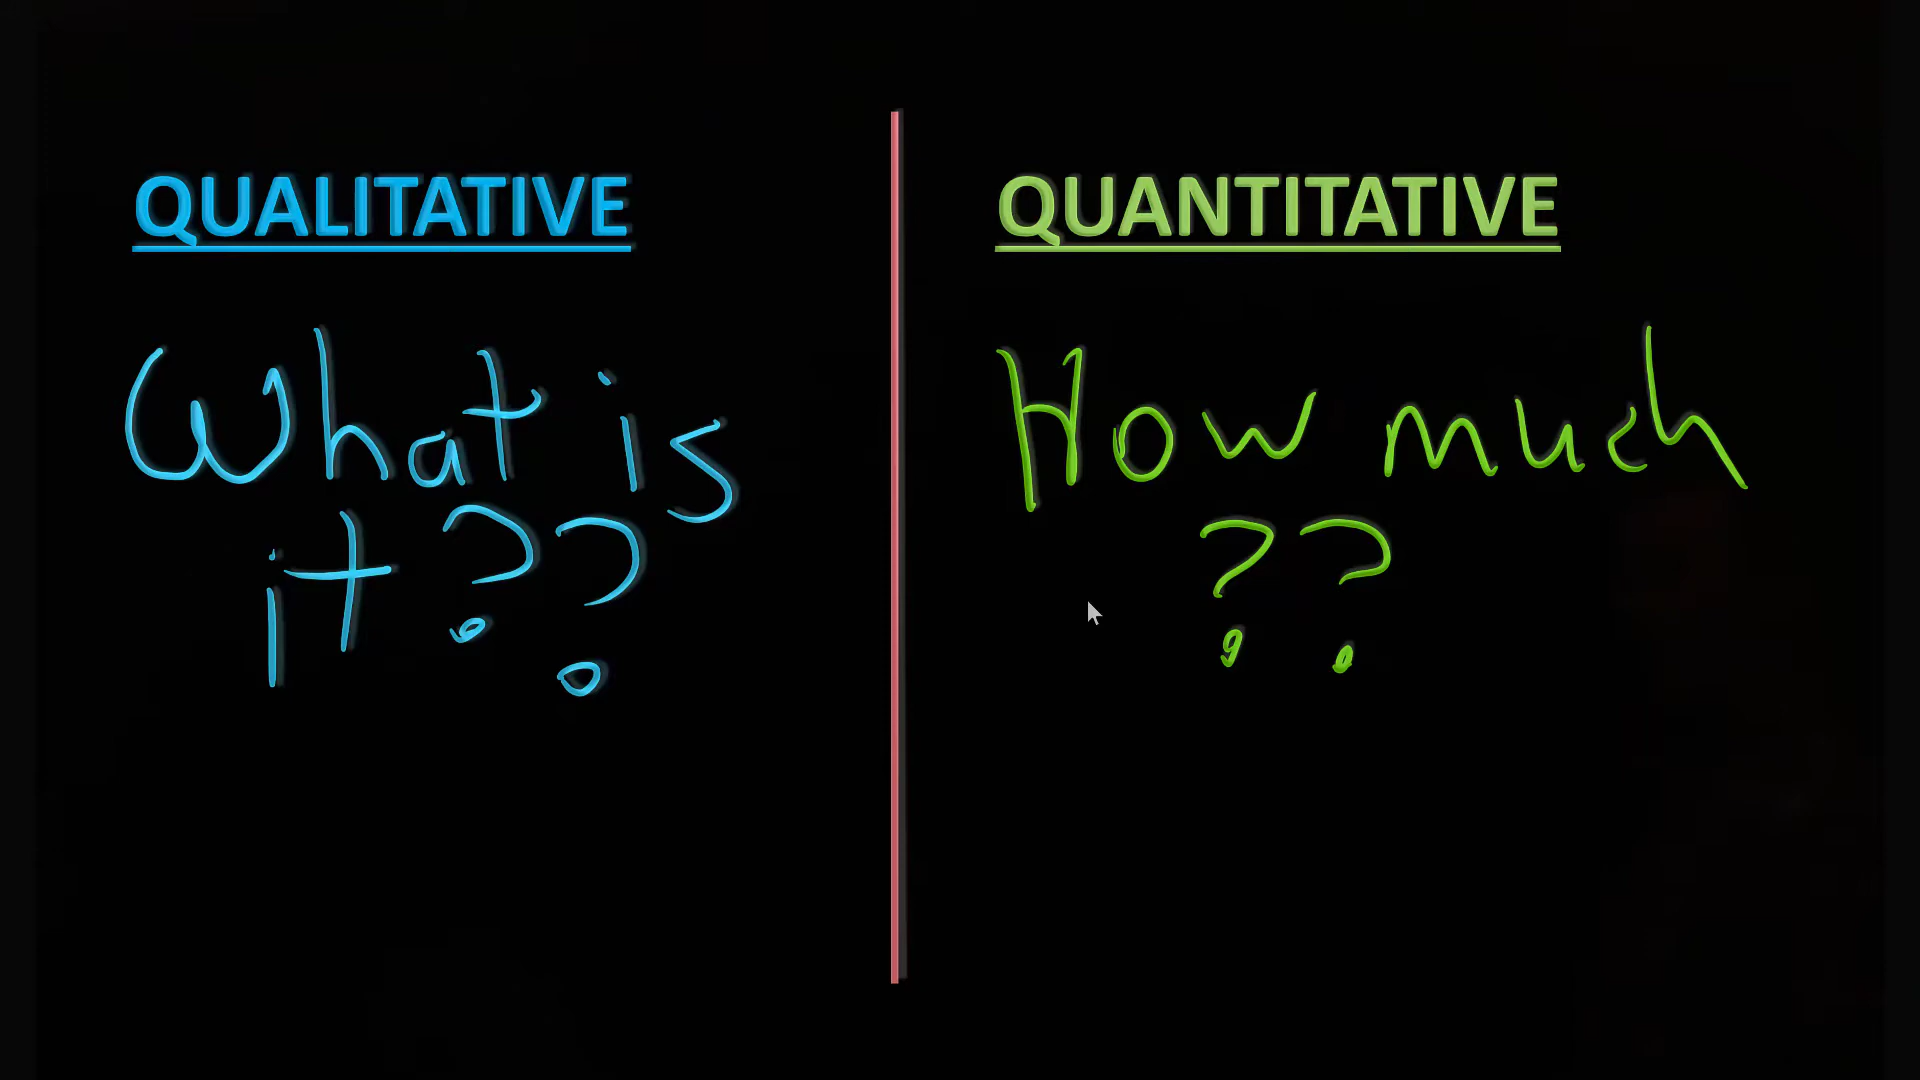 QUALITATIVE
What is
it??
QUANTITATIVE
How much
??